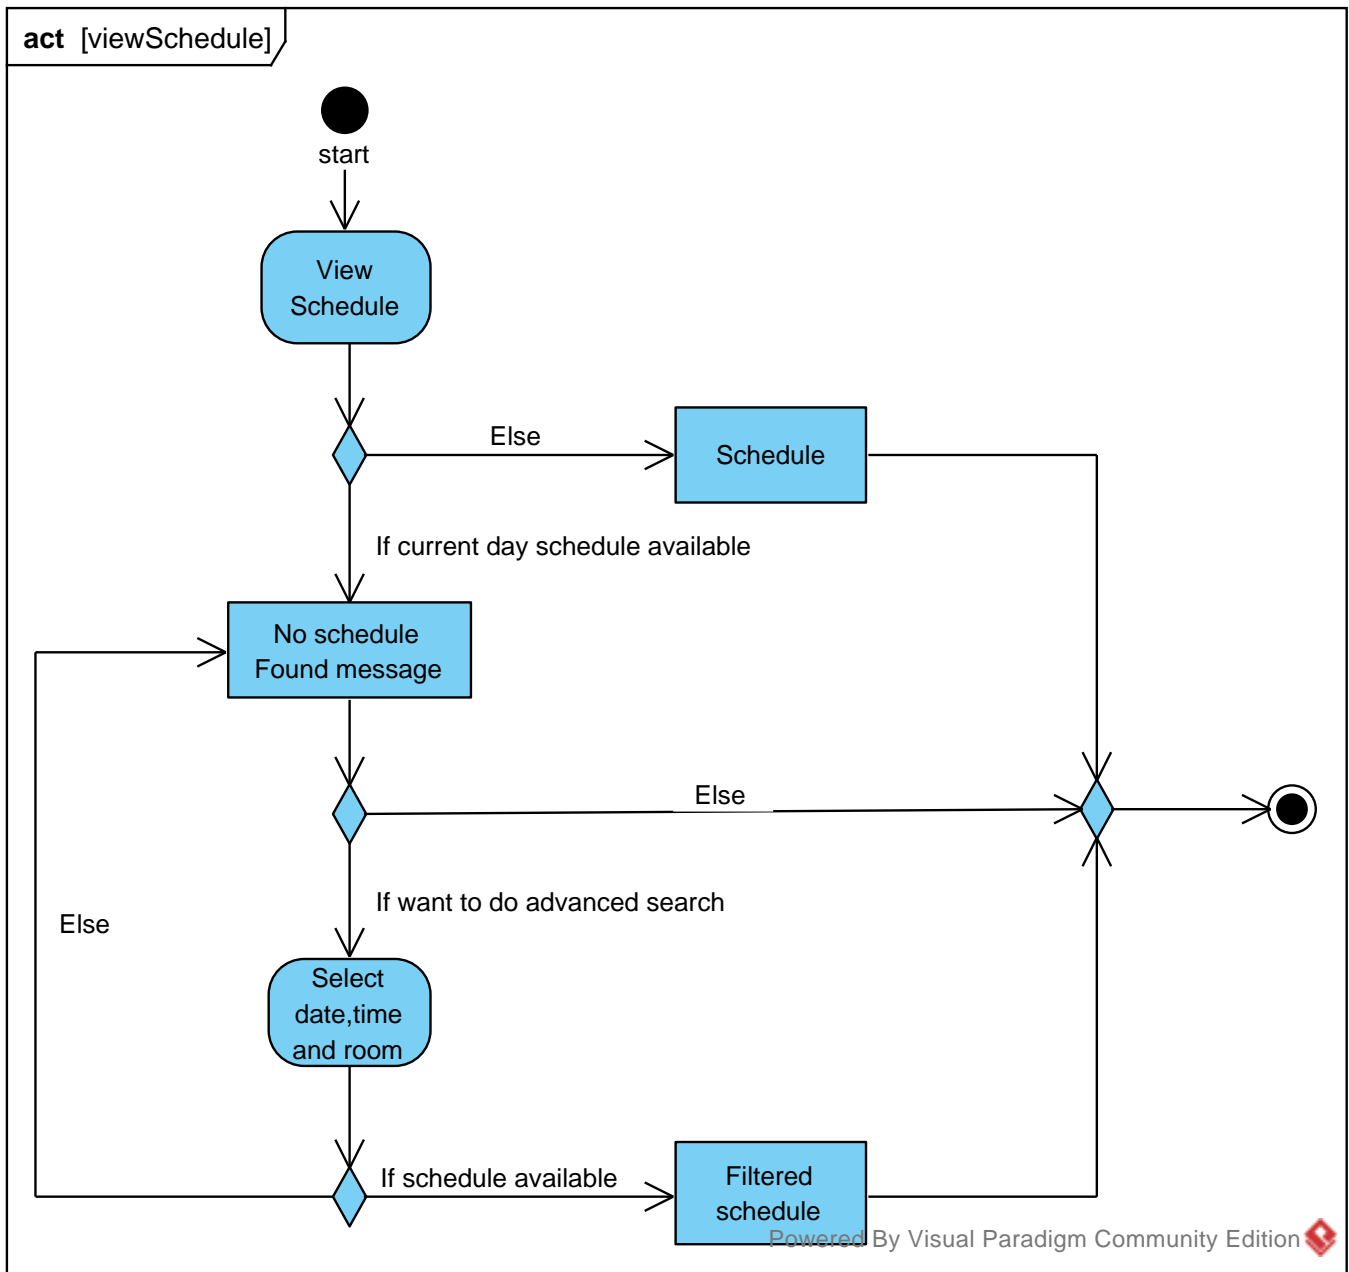 act [viewSchedule]
start
View
Schedule
Else
Schedule
If current day schedule available
No schedule
Found message
Else
If want to do advanced search
Else
Select
date,time
and room
If schedule available
Filtered
schedule
Powered By Visual Paradigm Community Edition